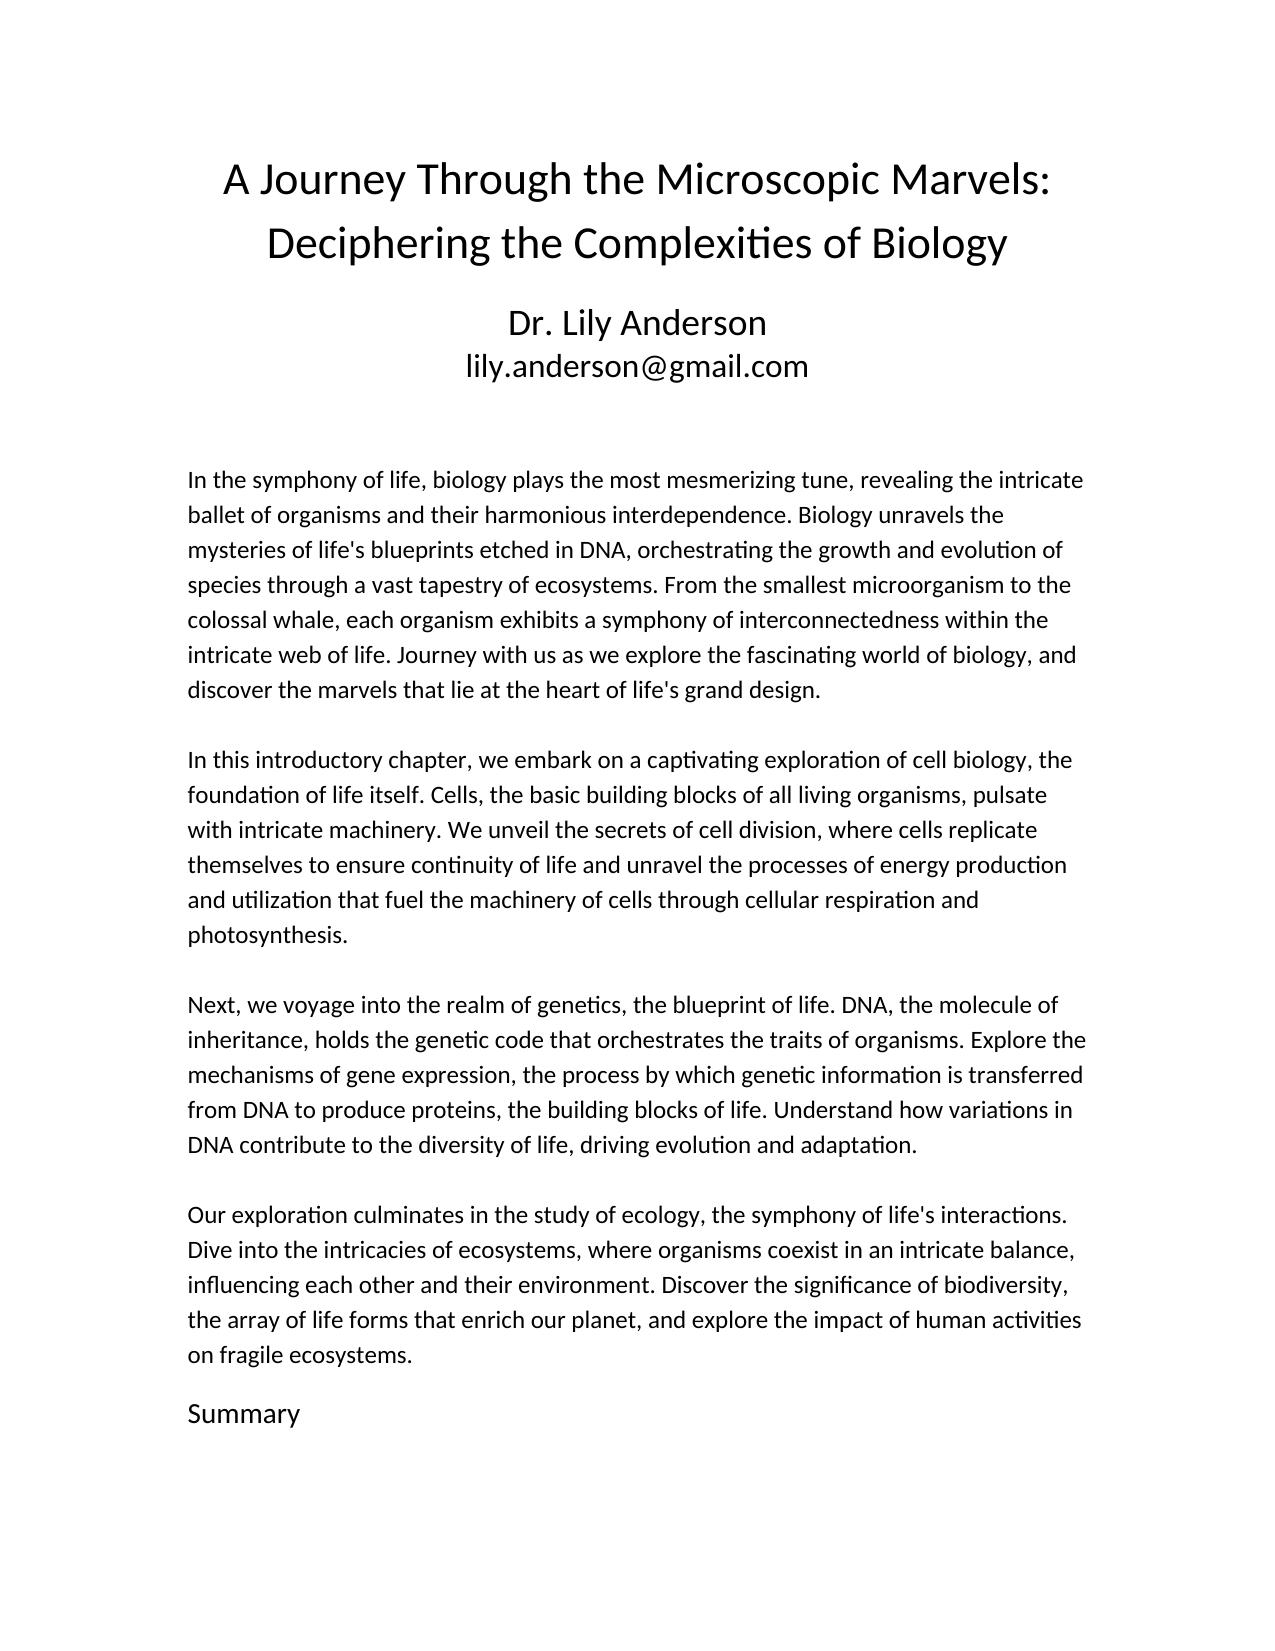 A Journey Through the Microscopic Marvels:
Deciphering the Complexities of Biology
Dr. Lily Anderson
lily.anderson@gmail.com
In the symphony of life, biology plays the most mesmerizing tune, revealing the intricate
ballet of organisms and their harmonious interdependence. Biology unravels the
mysteries of life's blueprints etched in DNA, orchestrating the growth and evolution of
species through a vast tapestry of ecosystems. From the smallest microorganism to the
colossal whale, each organism exhibits a symphony of interconnectedness within the
intricate web of life. Journey with us as we explore the fascinating world of biology, and
discover the marvels that lie at the heart of life's grand design.
In this introductory chapter, we embark on a captivating exploration of cell biology, the
foundation of life itself. Cells, the basic building blocks of all living organisms, pulsate
with intricate machinery. We unveil the secrets of cell division, where cells replicate
themselves to ensure continuity of life and unravel the processes of energy production
and utilization that fuel the machinery of cells through cellular respiration and
photosynthesis.
Next, we voyage into the realm of genetics, the blueprint of life. DNA, the molecule of
inheritance, holds the genetic code that orchestrates the traits of organisms. Explore the
mechanisms of gene expression, the process by which genetic information is transferred
from DNA to produce proteins, the building blocks of life. Understand how variations in
DNA contribute to the diversity of life, driving evolution and adaptation.
Our exploration culminates in the study of ecology, the symphony of life's interactions.
Dive into the intricacies of ecosystems, where organisms coexist in an intricate balance,
influencing each other and their environment. Discover the significance of biodiversity,
the array of life forms that enrich our planet, and explore the impact of human activities
on fragile ecosystems.
Summary